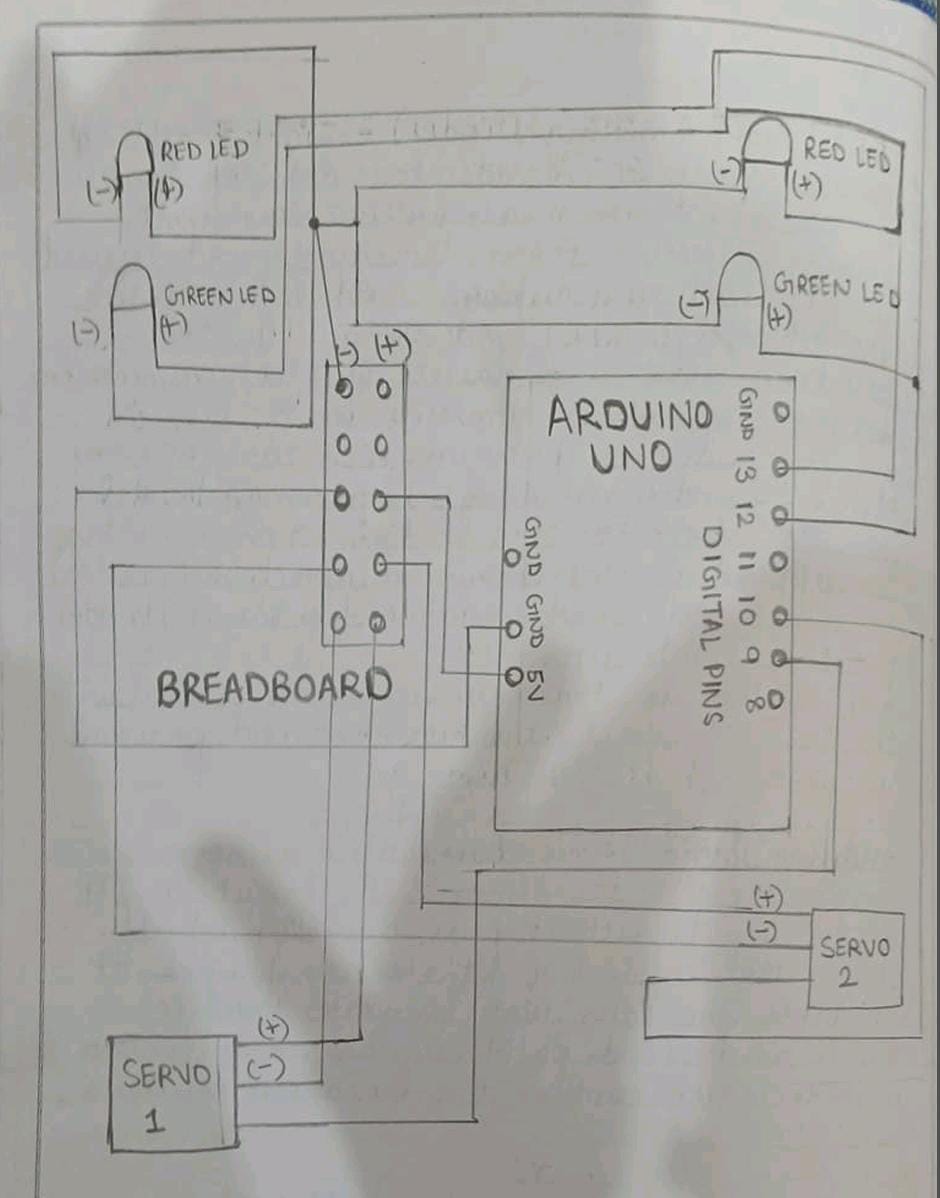 RED LED
(-) (+)
RED LED
(-) (+)
GREEN LED
(-) (+)
GREEN LED
(-) (+)
(-) (+)
BREADBOARD
ARDUINO
UNO
GND
GND
5V
GND
13
12
11
10
9
8
DIGITAL PINS
(+)
(-)
SERVO
2
(+)
(-)
SERVO
1